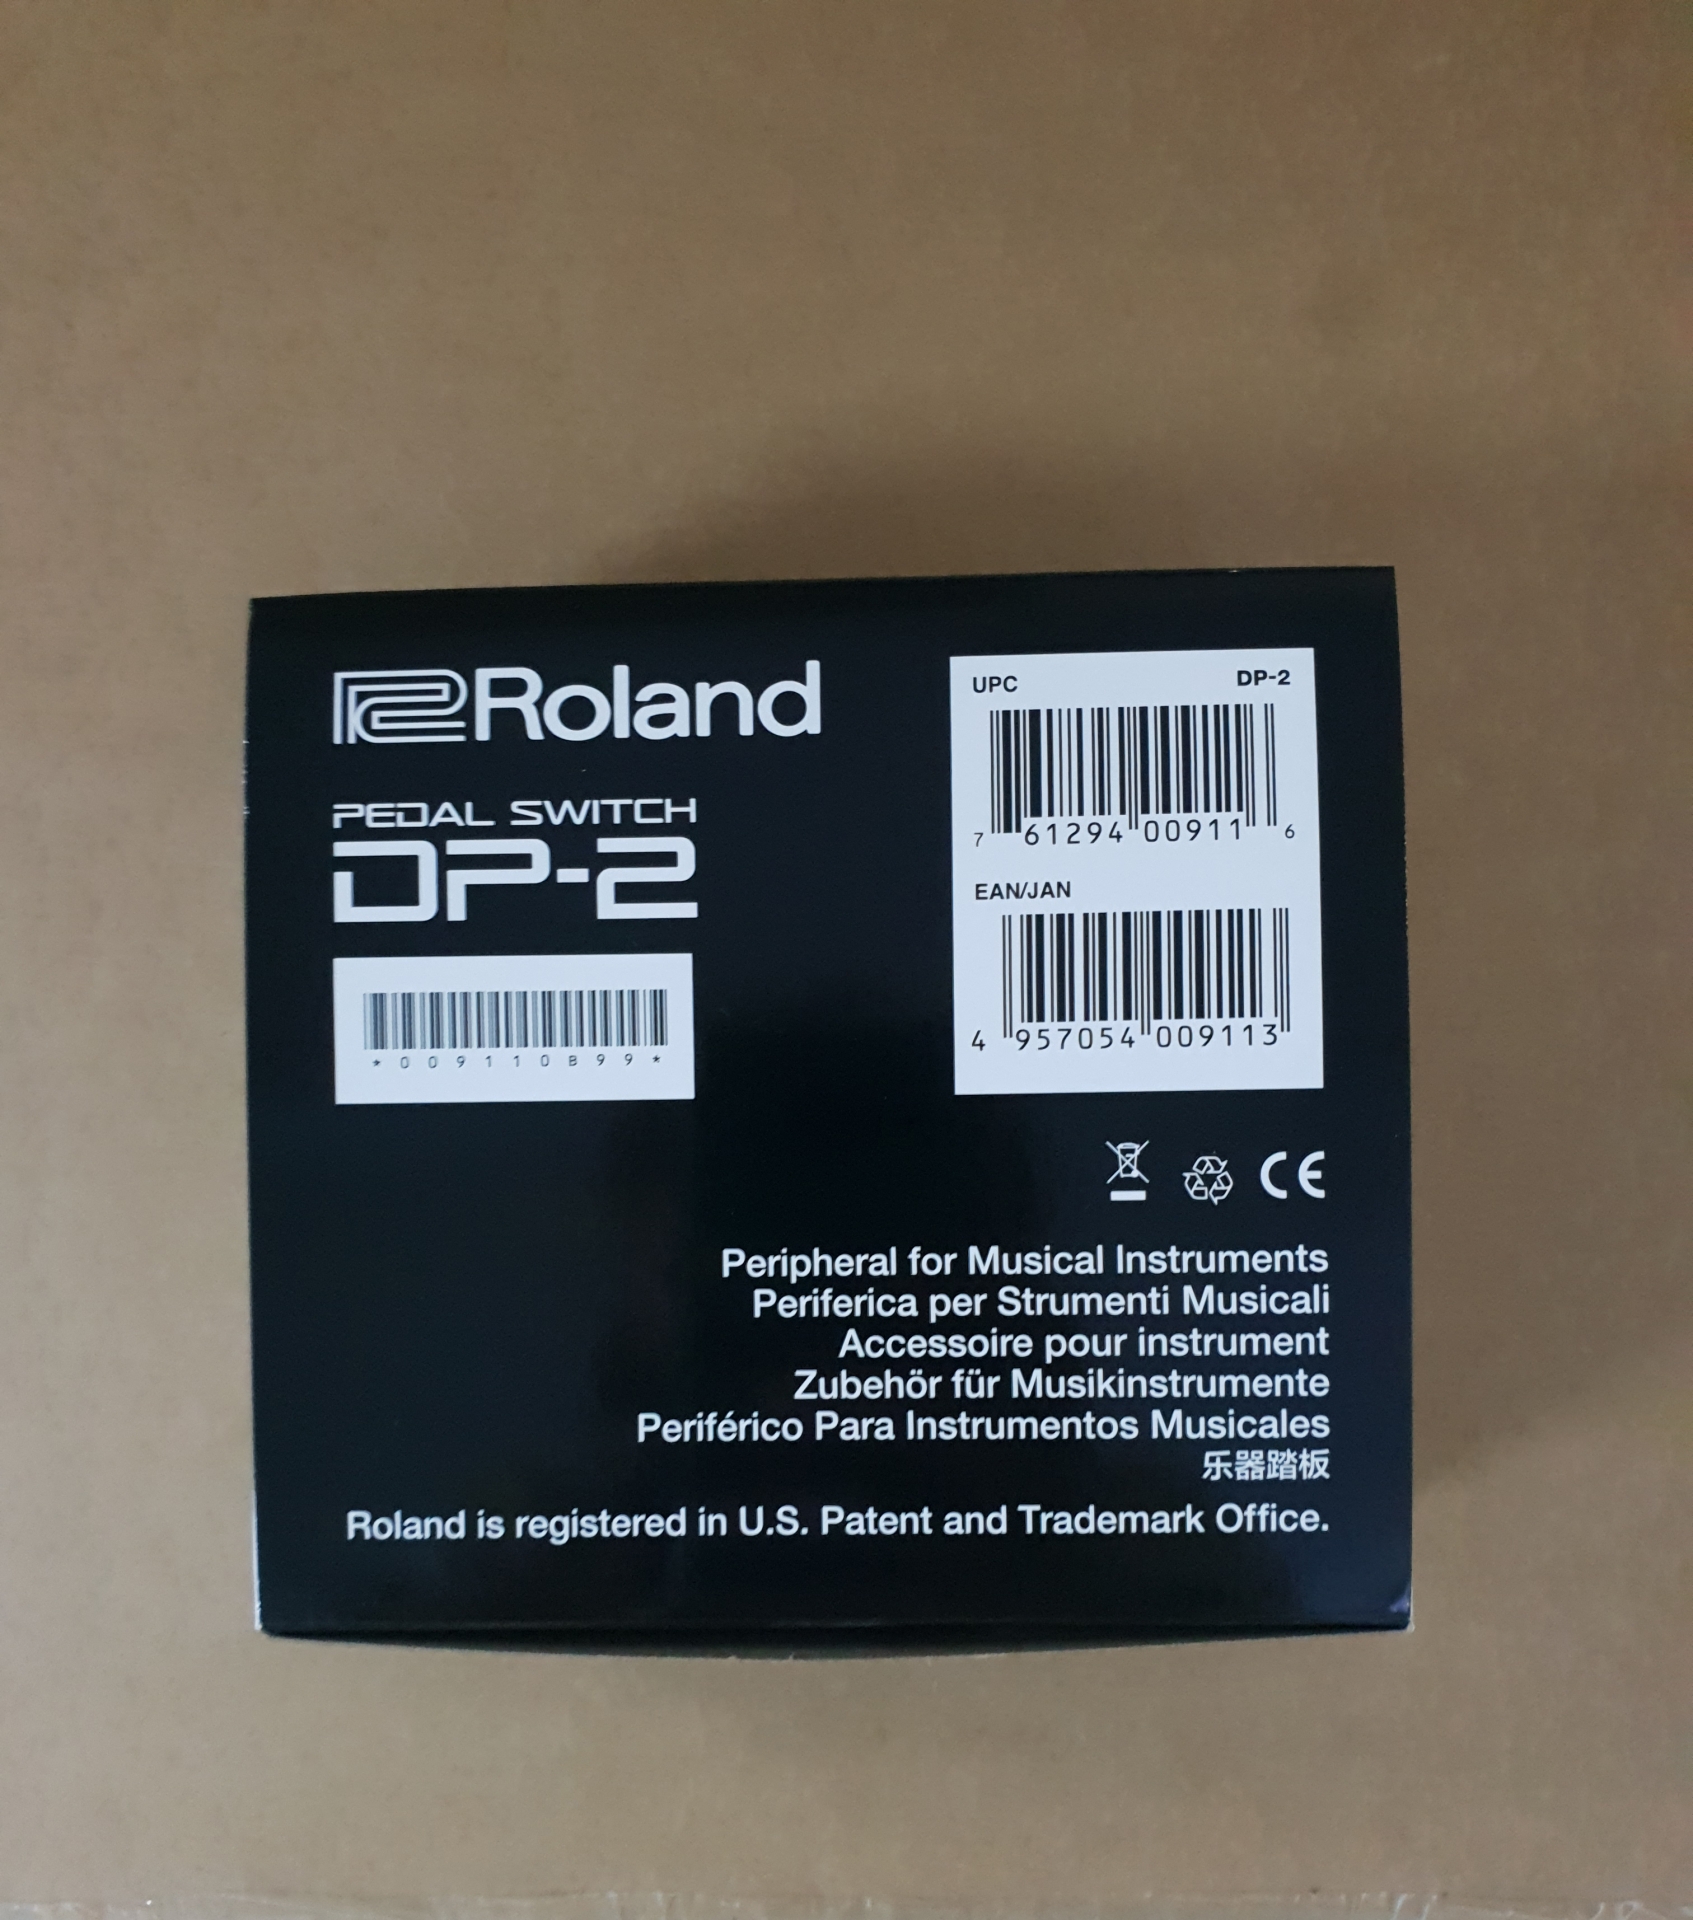 Roland
PEDAL SWITCH
DP-2
*009110B99*
UPC DP-2
7 61294 00911 6
EAN/JAN
4 957054 009113
CE
Peripheral for Musical Instruments
Periferica per Strumenti Musicali
Accessoire pour instrument
Zubehör für Musikinstrumente
Periférico Para Instrumentos Musicales
乐器踏板
Roland is registered in U.S. Patent and Trademark Office.